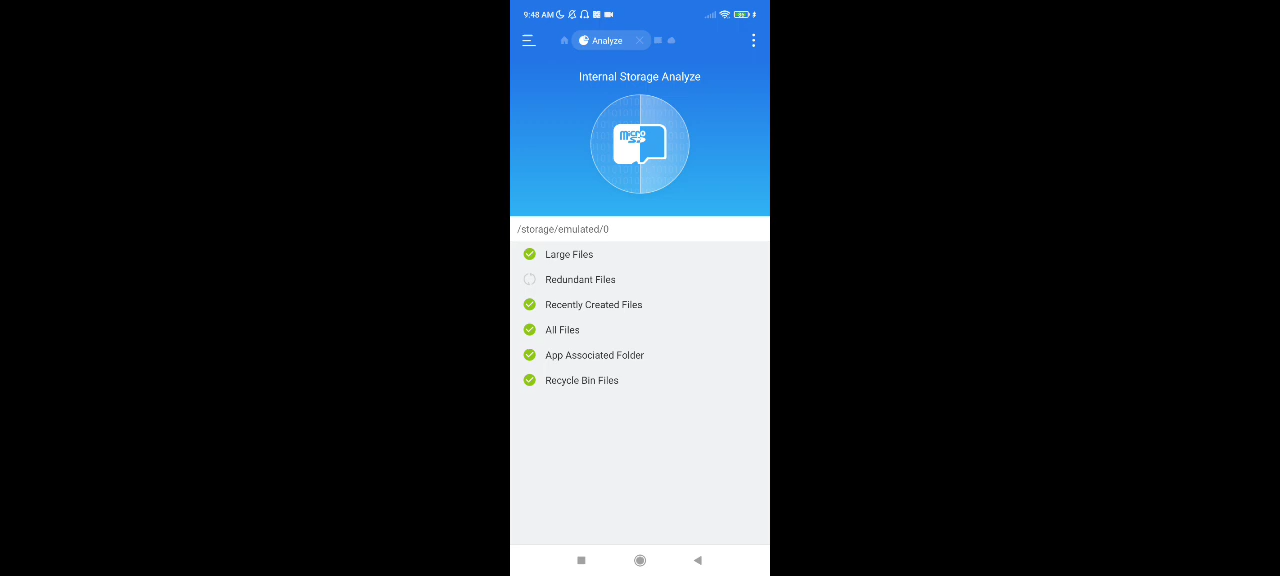 9:48 AM
Analyze
Internal Storage Analyze
micro
/storage/emulated/0
Large Files
Redundant Files
Recently Created Files
All Files
App Associated Folder
Recycle Bin Files